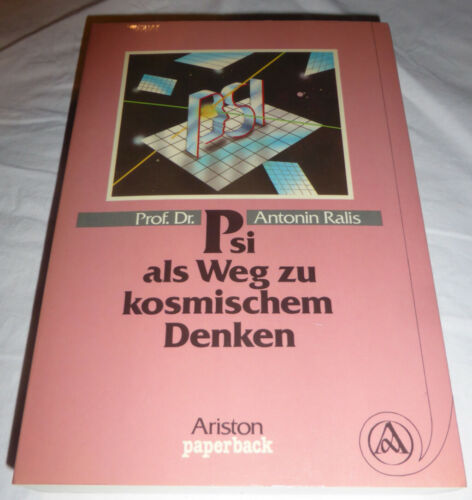 PSI
Prof. Dr. Antonin Ralis
Psi
als Weg zu
kosmischem
Denken
Ariston
paperback
A